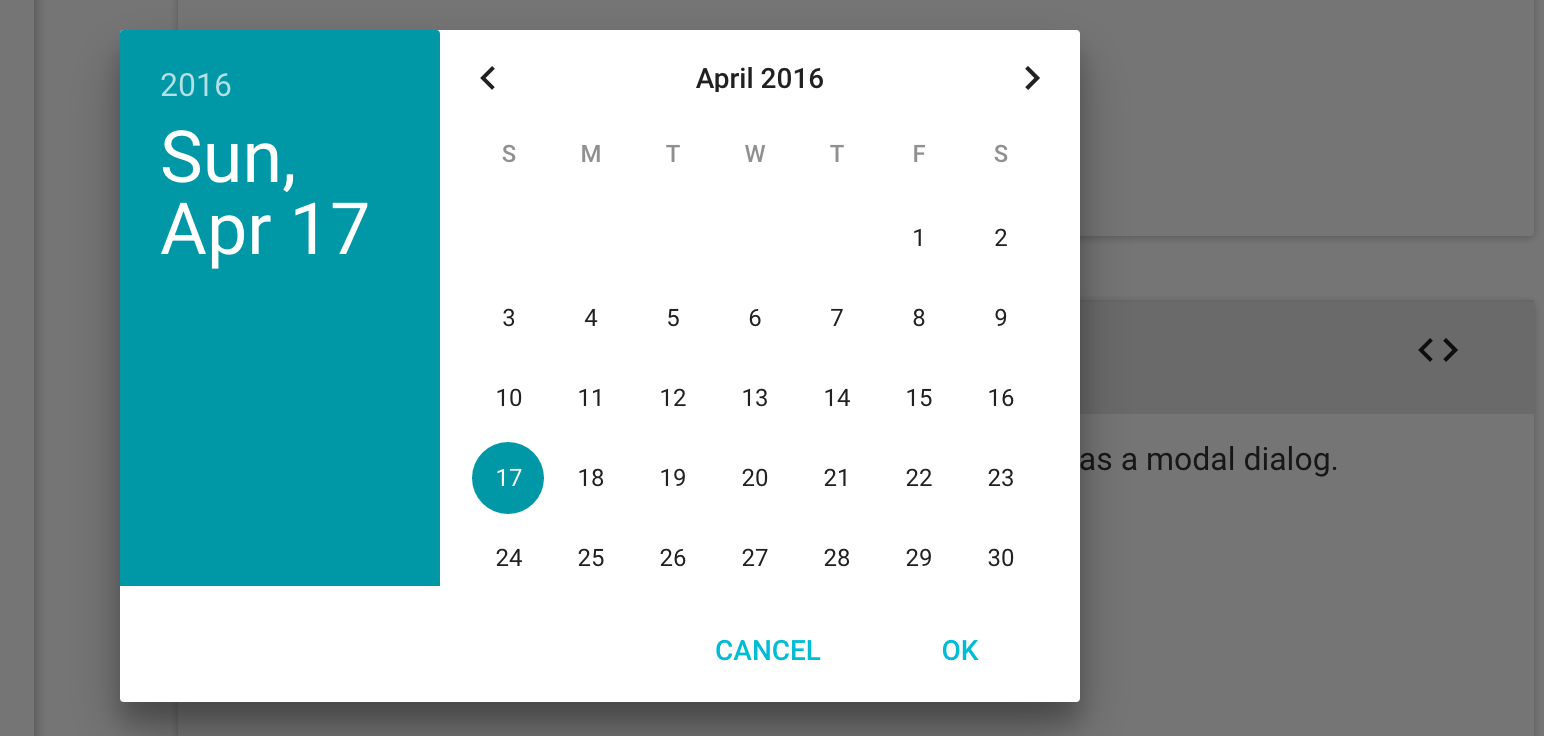 2016
Sun,
Apr 17
April 2016
S M T W T F S
1 2
3 4 5 6 7 8 9
10 11 12 13 14 15 16
17 18 19 20 21 22 23
24 25 26 27 28 29 30
CANCEL OK
as a modal dialog.